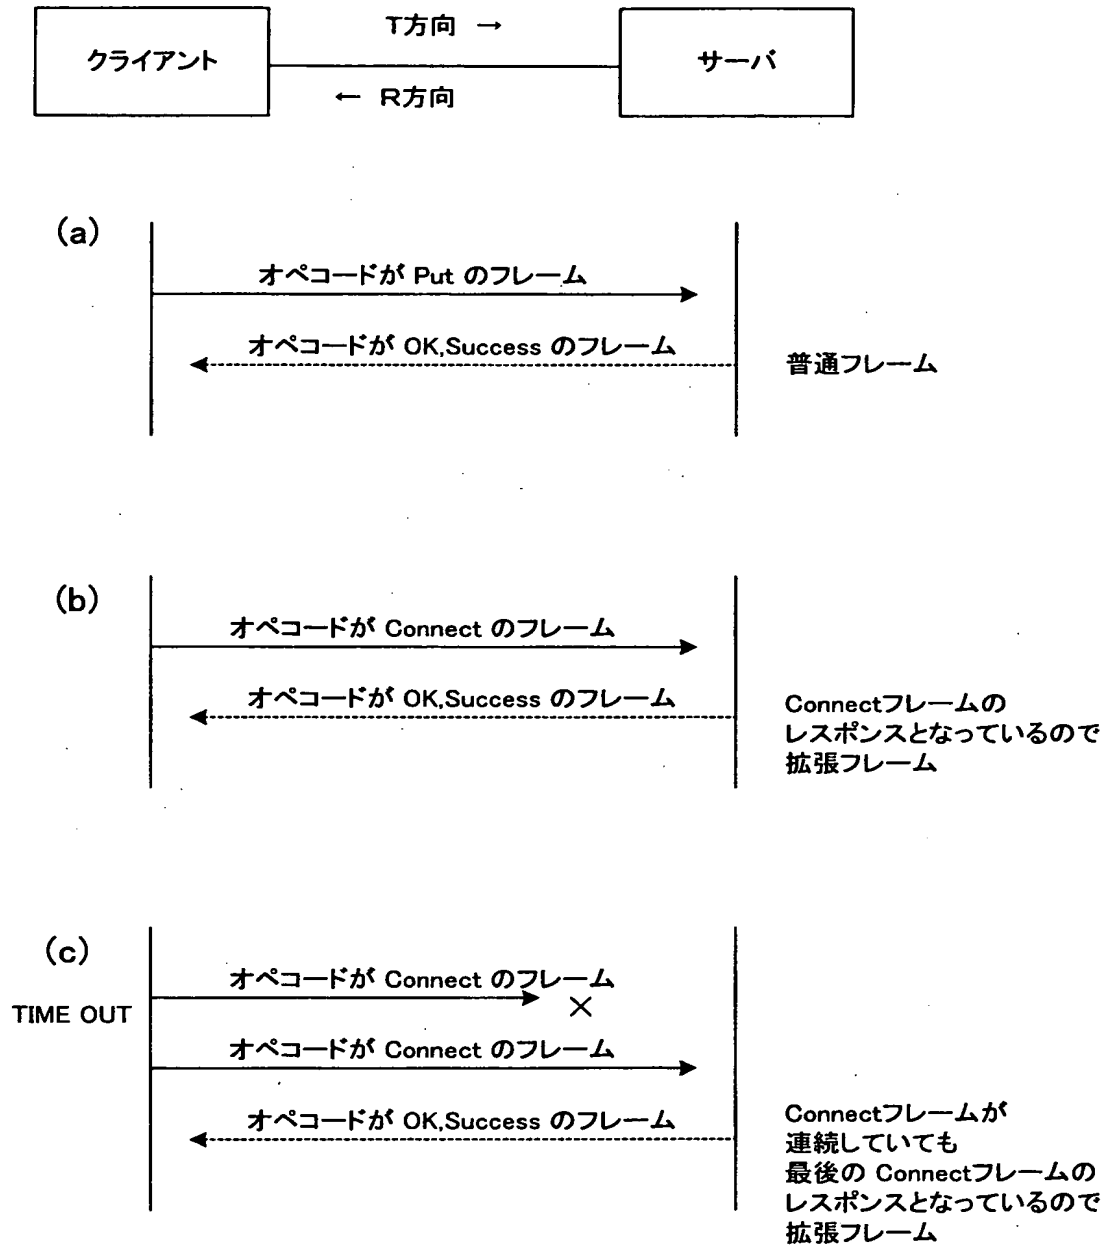 T方向 →
クライアント
サーバ
← R方向
(a)
オペコードが Put のフレーム
オペコードが OK,Success のフレーム
普通フレーム
(b)
オペコードが Connect のフレーム
オペコードが OK,Success のフレーム
Connectフレームの
レスポンスとなっているので
拡張フレーム
(c)
オペコードが Connect のフレーム
TIME OUT
オペコードが Connect のフレーム
オペコードが OK,Success のフレーム
Connectフレームが
連続していても
最後の Connectフレームの
レスポンスとなっているので
拡張フレーム